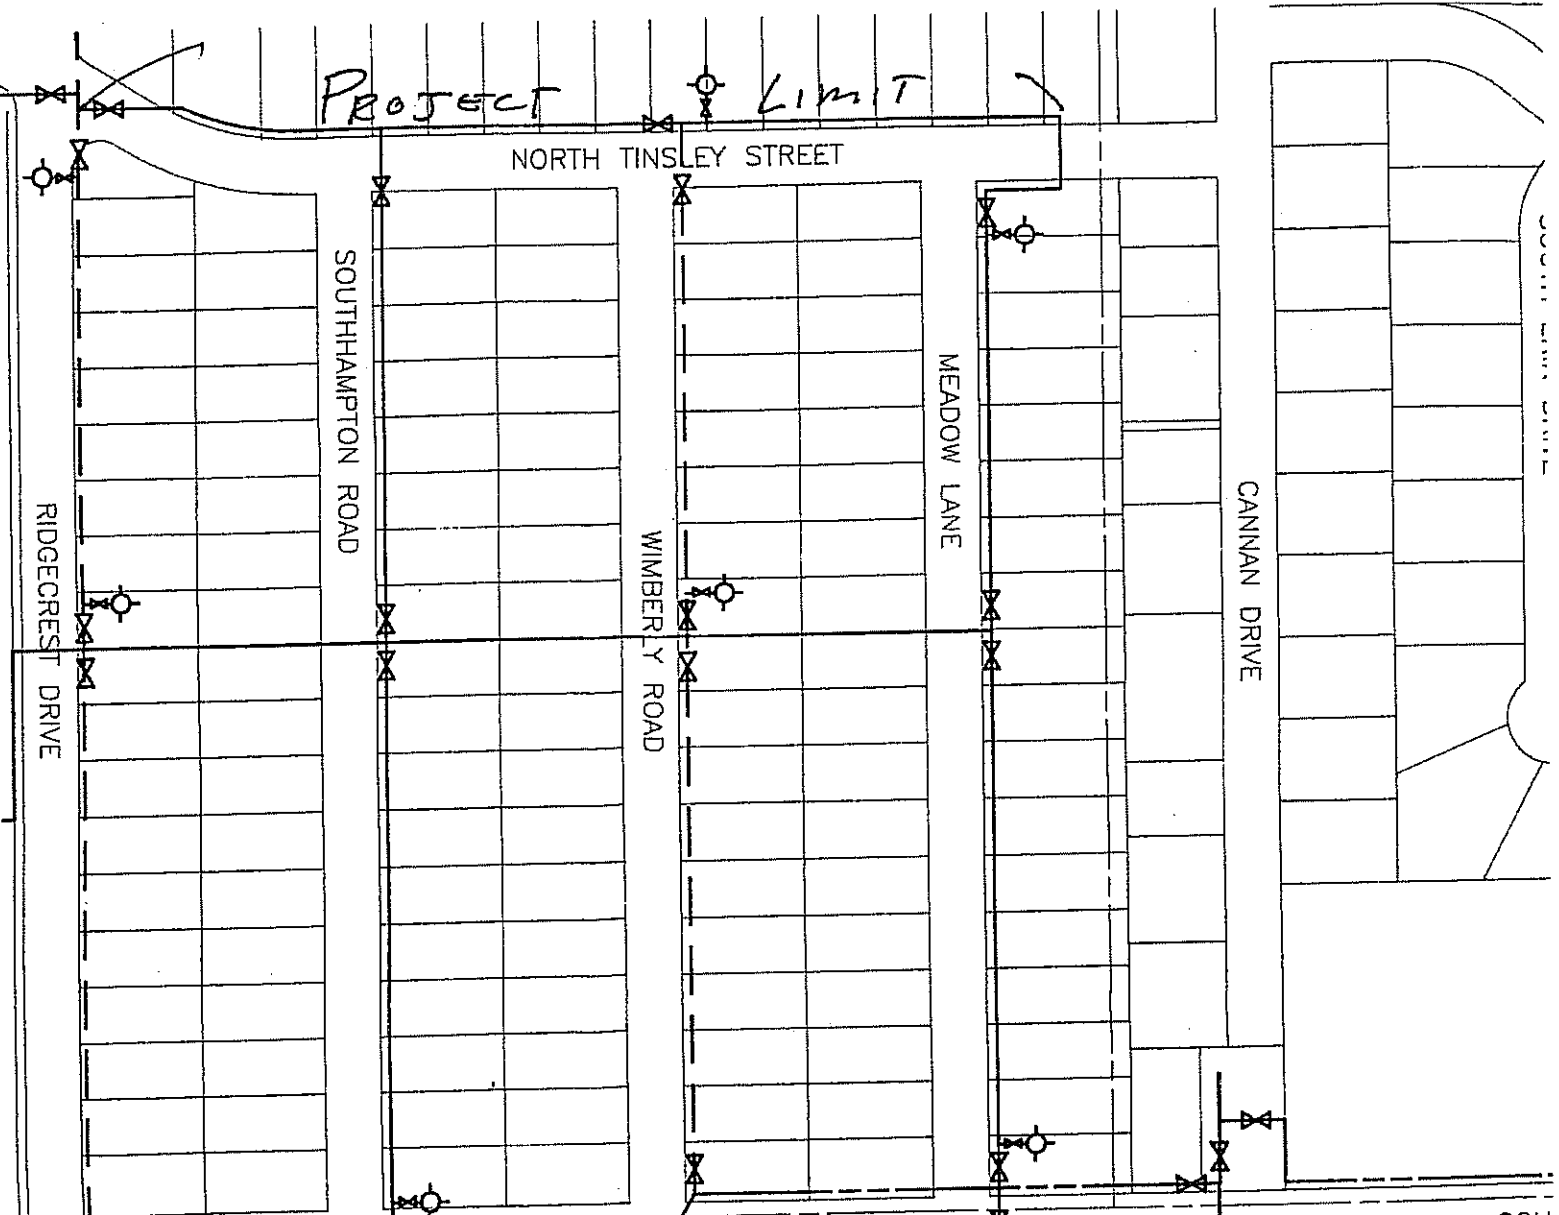 PROJECT LIMIT
NORTH TINSLEY STREET
SOUTHHAMPTON ROAD
MEADOW LANE
CANNAN DRIVE
RIDGECREST DRIVE
WIMBERLY ROAD